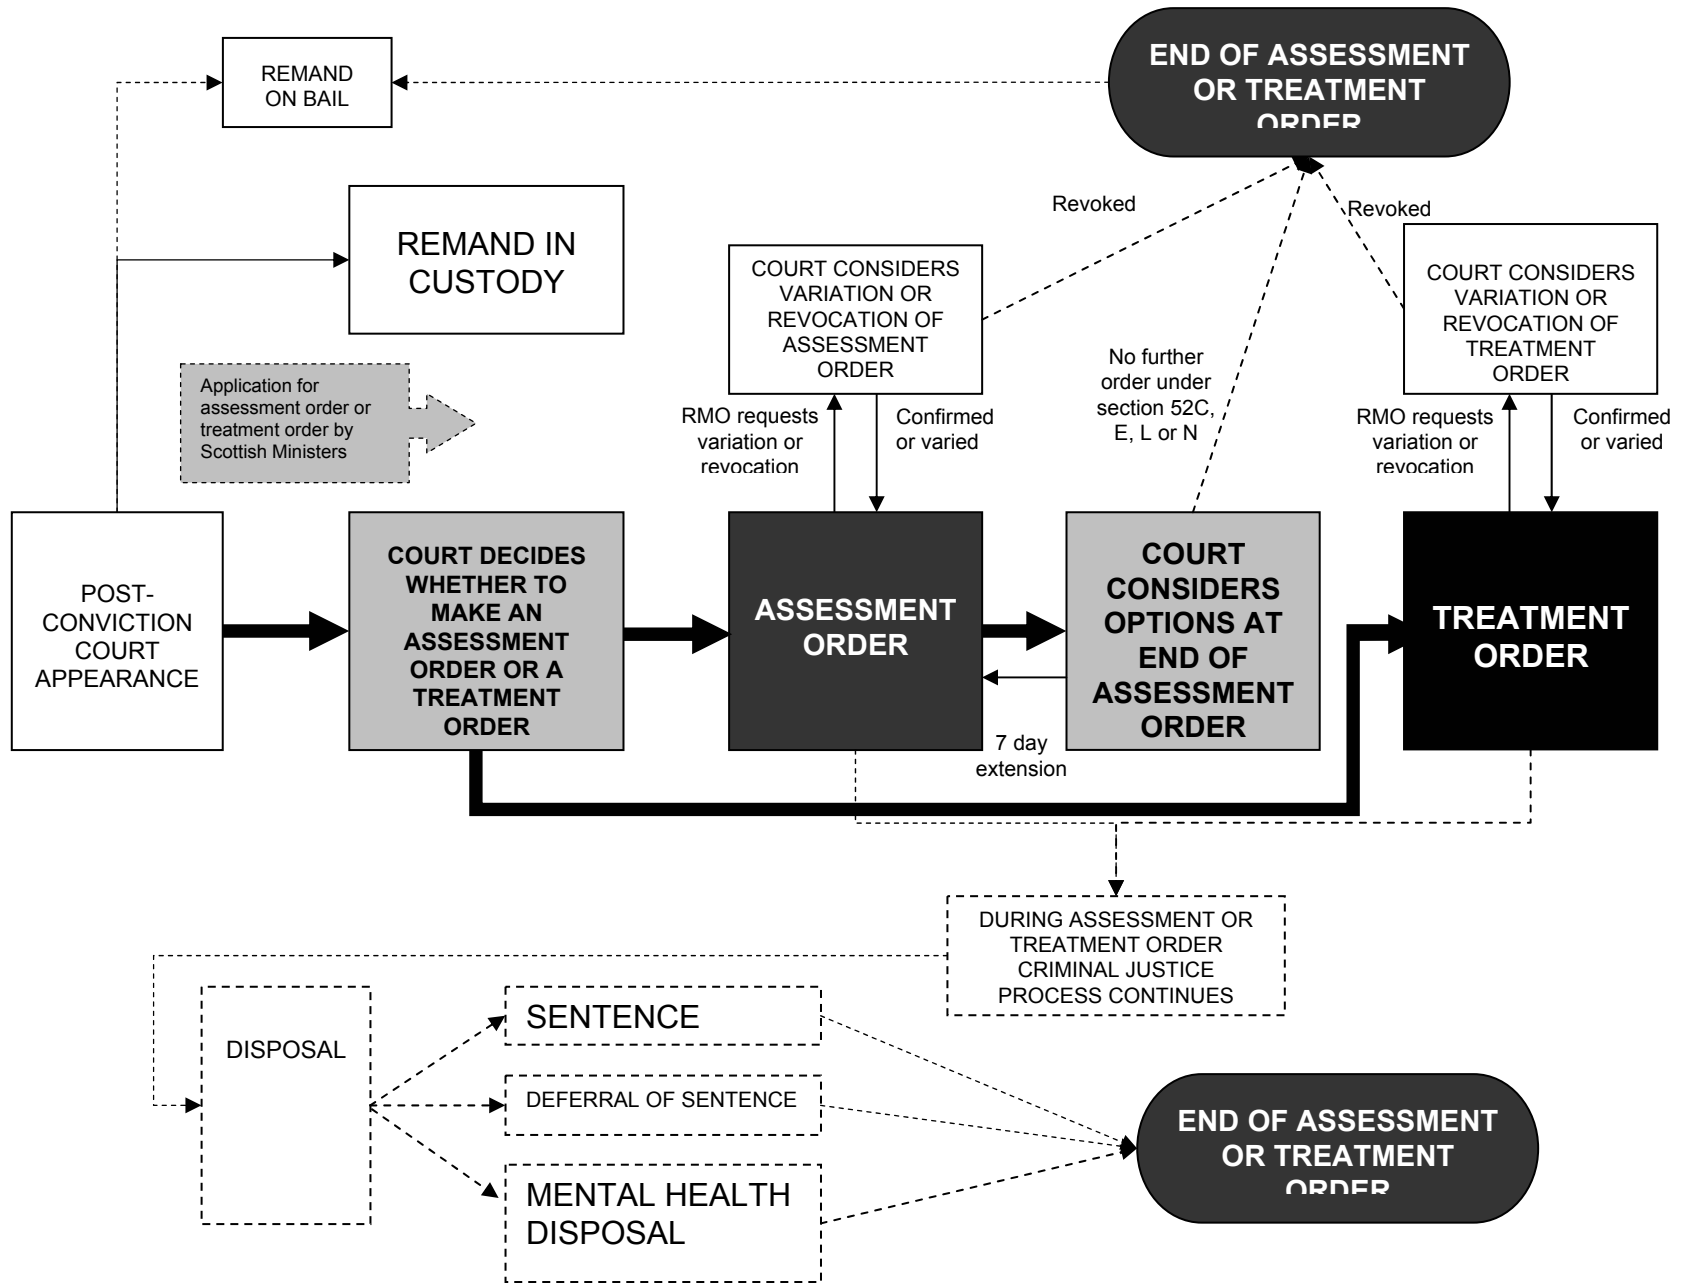 REMAND
ON BAIL
END OF ASSESSMENT
OR TREATMENT
ORDER
REMAND IN
CUSTODY
Revoked
Revoked
COURT CONSIDERS
VARIATION OR
REVOCATION OF
ASSESSMENT
ORDER
COURT CONSIDERS
VARIATION OR
REVOCATION OF
TREATMENT
ORDER
No further
order under
section 52C,
E, L or N
Application for
assessment order or
treatment order by
Scottish Ministers
RMO requests
variation or
revocation
Confirmed
or varied
RMO requests
variation or
revocation
Confirmed
or varied
POST-
CONVICTION
COURT
APPEARANCE
COURT DECIDES
WHETHER TO
MAKE AN
ASSESSMENT
ORDER OR A
TREATMENT
ORDER
ASSESSMENT
ORDER
COURT
CONSIDERS
OPTIONS AT
END OF
ASSESSMENT
ORDER
TREATMENT
ORDER
7 day
extension
DURING ASSESSMENT OR
TREATMENT ORDER
CRIMINAL JUSTICE
PROCESS CONTINUES
DISPOSAL
SENTENCE
DEFERRAL OF SENTENCE
MENTAL HEALTH
DISPOSAL
END OF ASSESSMENT
OR TREATMENT
ORDER